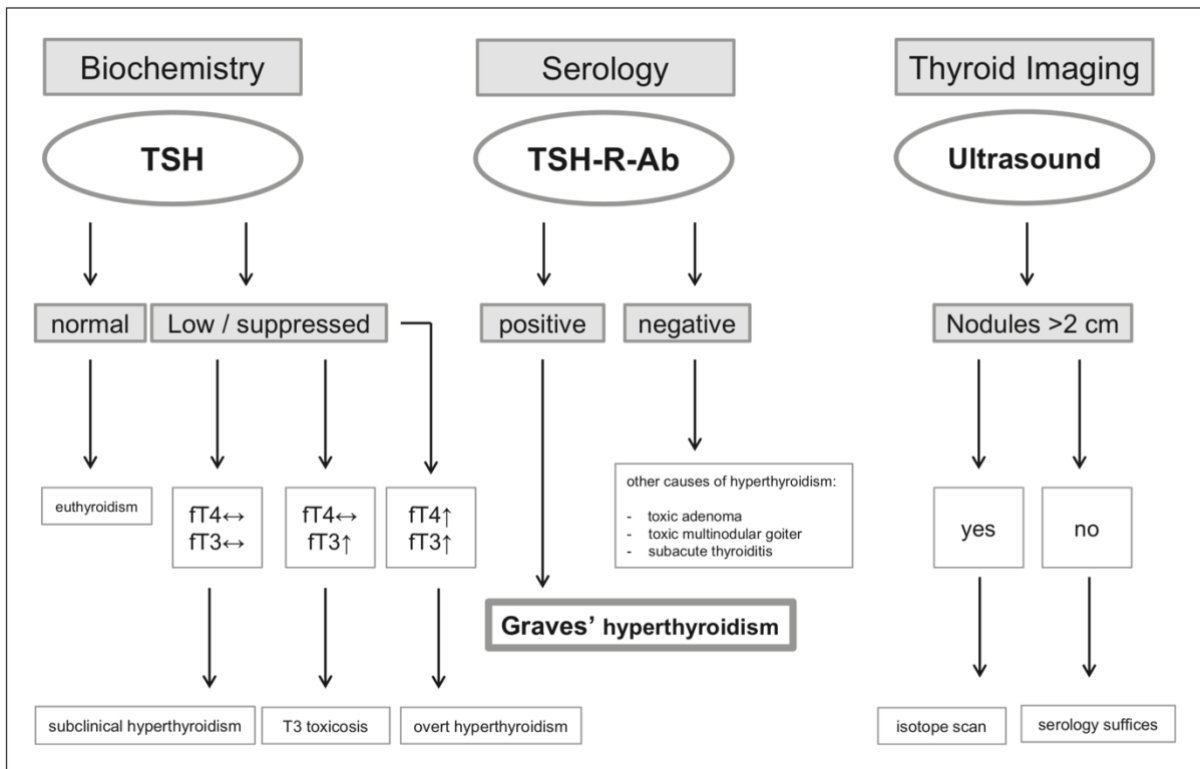 Biochemistry
TSH
normal
Low / suppressed
euthyroidism
fT4↔
fT3↔
fT4↔
fT3↑
fT4↑
fT3↑
subclinical hyperthyroidism
T3 toxicosis
overt hyperthyroidism
Serology
TSH-R-Ab
positive
negative
other causes of hyperthyroidism:
- toxic adenoma
- toxic multinodular goiter
- subacute thyroiditis
Graves’ hyperthyroidism
Thyroid Imaging
Ultrasound
Nodules >2 cm
yes
no
isotope scan
serology suffices